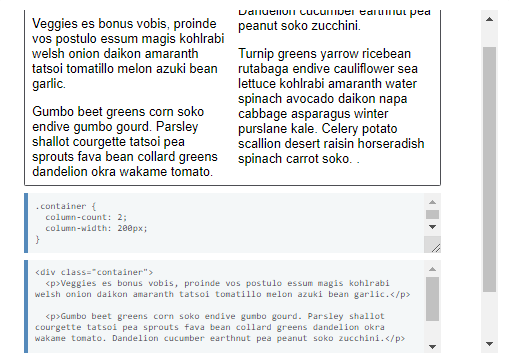 Veggies es bonus vobis, proinde
vos postulo essum magis kohlrabi
welsh onion daikon amaranth
tatsoi tomatillo melon azuki bean
garlic.
Gumbo beet greens corn soko
endive gumbo gourd. Parsley
shallot courgette tatsoi pea
sprouts fava bean collard greens
dandelion okra wakame tomato.
Dandelion cucumber earthnut pea
peanut soko zucchini.
Turnip greens yarrow ricebean
rutabaga endive cauliflower sea
lettuce kohlrabi amaranth water
spinach avocado daikon napa
cabbage asparagus winter
purslane kale. Celery potato
scallion desert raisin horseradish
spinach carrot soko. .
.container {
column-count: 2;
column-width: 200px;
}
<div class="container">
<p>Veggies es bonus vobis, proinde vos postulo essum magis kohlrabi
welsh onion daikon amaranth tatsoi tomatillo melon azuki bean garlic.</p>
<p>Gumbo beet greens corn soko endive gumbo gourd. Parsley shallot
courgette tatsoi pea sprouts fava bean collard greens dandelion okra
wakame tomato. Dandelion cucumber earthnut pea peanut soko zucchini.</p>